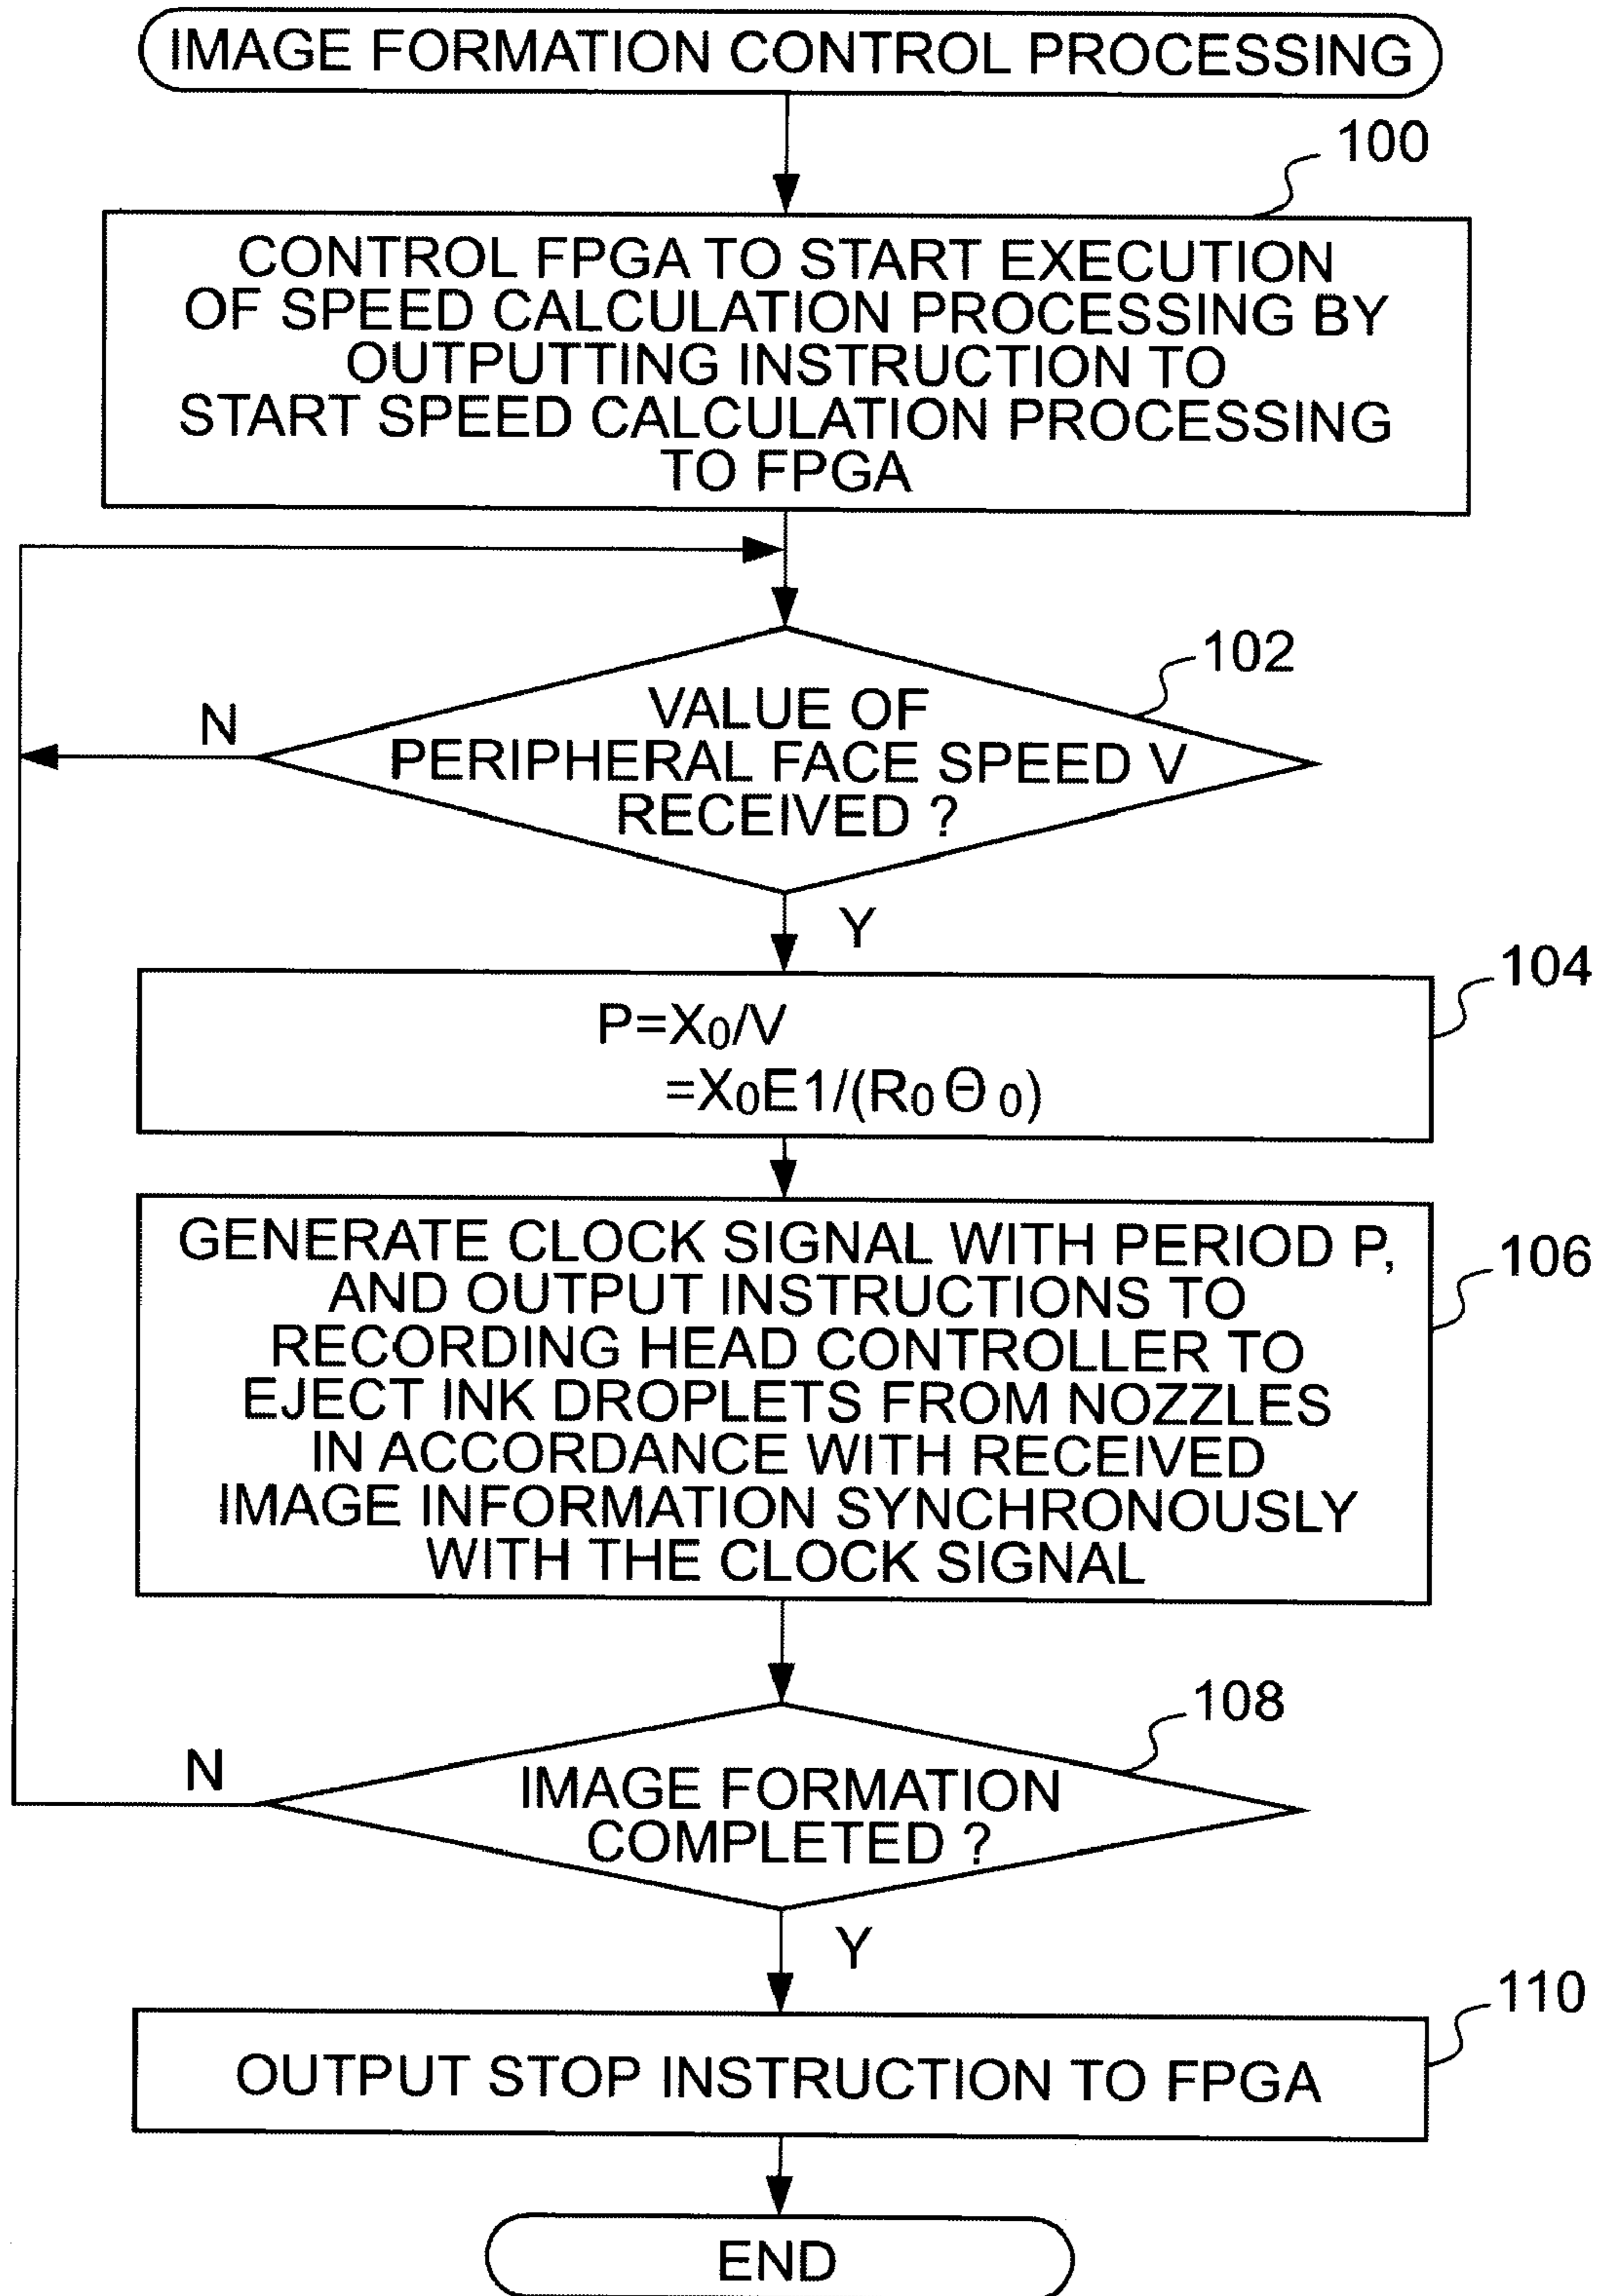 IMAGE FORMATION CONTROL PROCESSING
100
CONTROL FPGA TO START EXECUTION
OF SPEED CALCULATION PROCESSING BY
OUTPUTTING INSTRUCTION TO
START SPEED CALCULATION PROCESSING
TO FPGA
102
N
VALUE OF
PERIPHERAL FACE SPEED V
RECEIVED ?
Y
104
P=X₀/V
=X₀E1/(R₀Θ₀)
106
GENERATE CLOCK SIGNAL WITH PERIOD P,
AND OUTPUT INSTRUCTIONS TO
RECORDING HEAD CONTROLLER TO
EJECT INK DROPLETS FROM NOZZLES
IN ACCORDANCE WITH RECEIVED
IMAGE INFORMATION SYNCHRONOUSLY
WITH THE CLOCK SIGNAL
108
N
IMAGE FORMATION
COMPLETED ?
Y
110
OUTPUT STOP INSTRUCTION TO FPGA
END